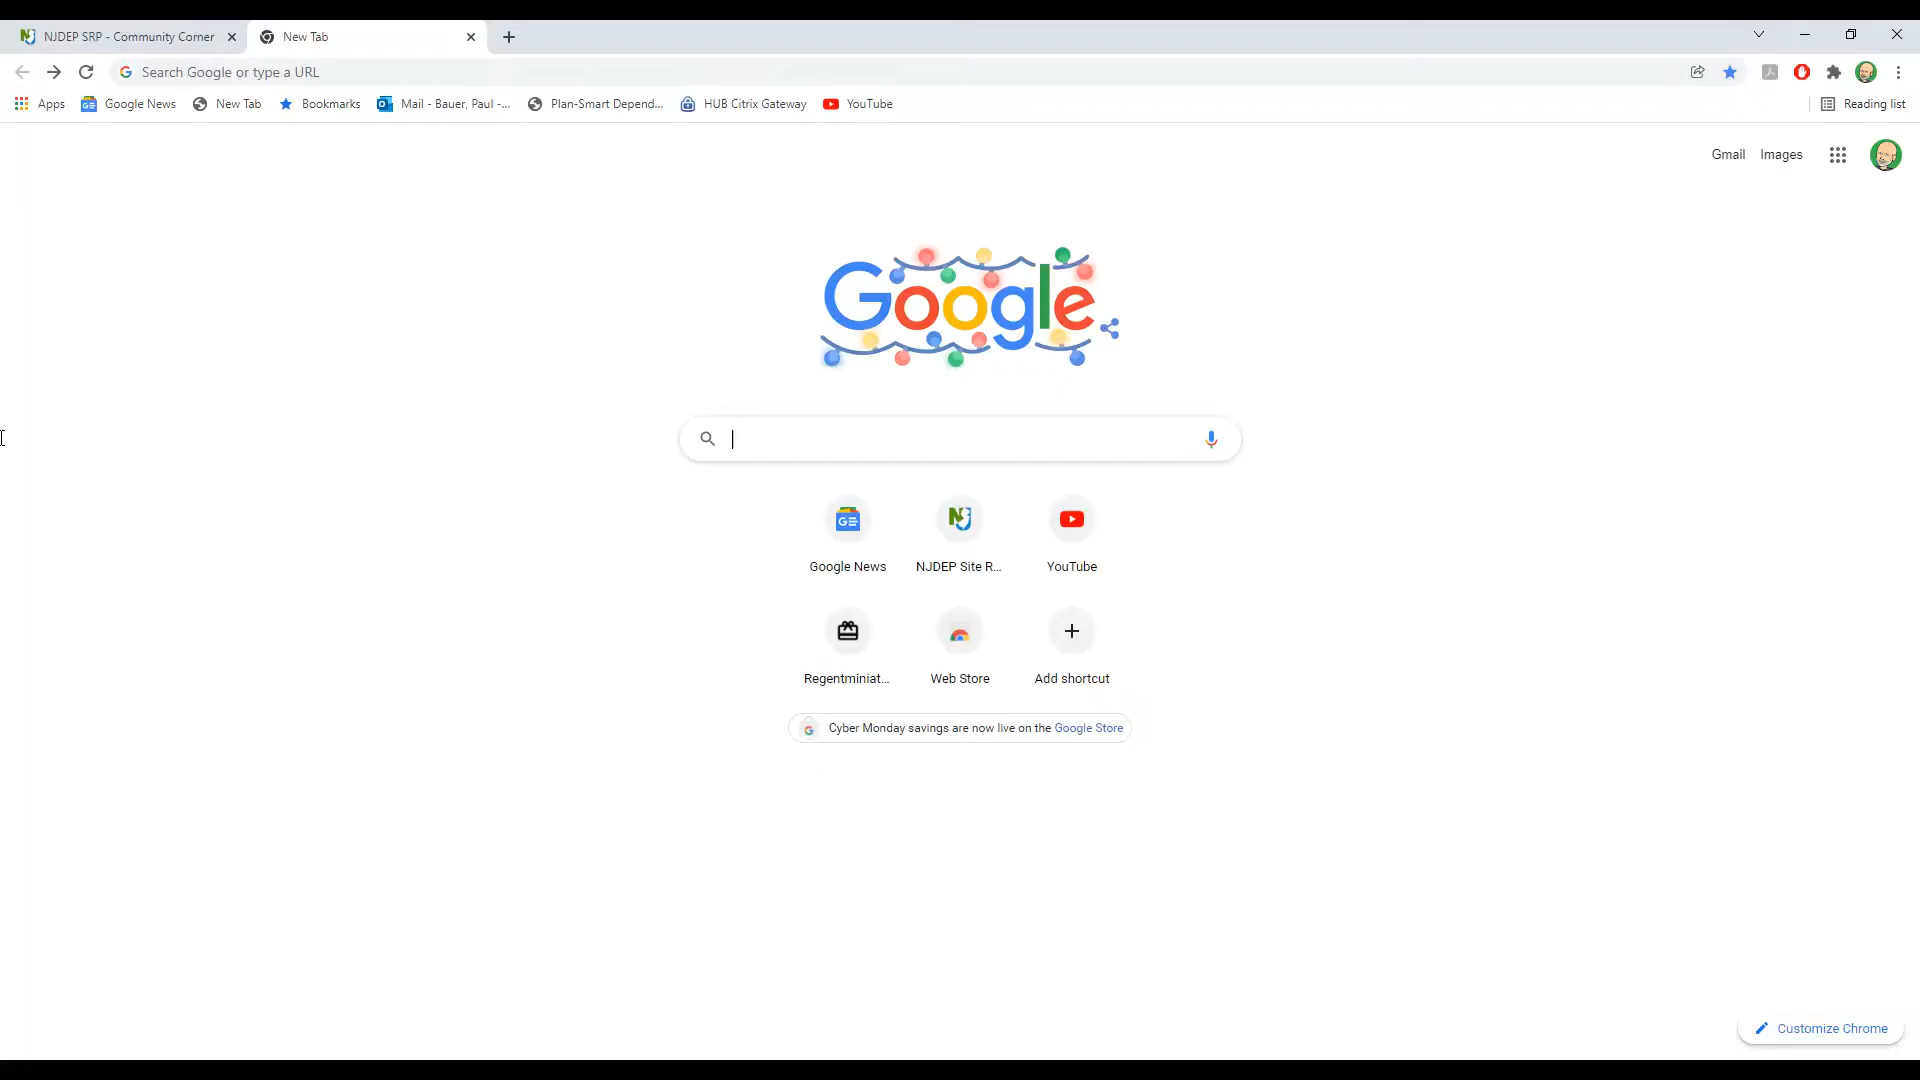 NJDEP SRP - Community Corner
New Tab
Search Google or type a URL
Apps
Google News
New Tab
Bookmarks
Mail - Bauer, Paul -...
Plan-Smart Depend...
HUB Citrix Gateway
YouTube
Reading list
Gmail
Images
Google
Google News
NJDEP Site R...
YouTube
Regentminiat...
Web Store
Add shortcut
Cyber Monday savings are now live on the Google Store
Customize Chrome